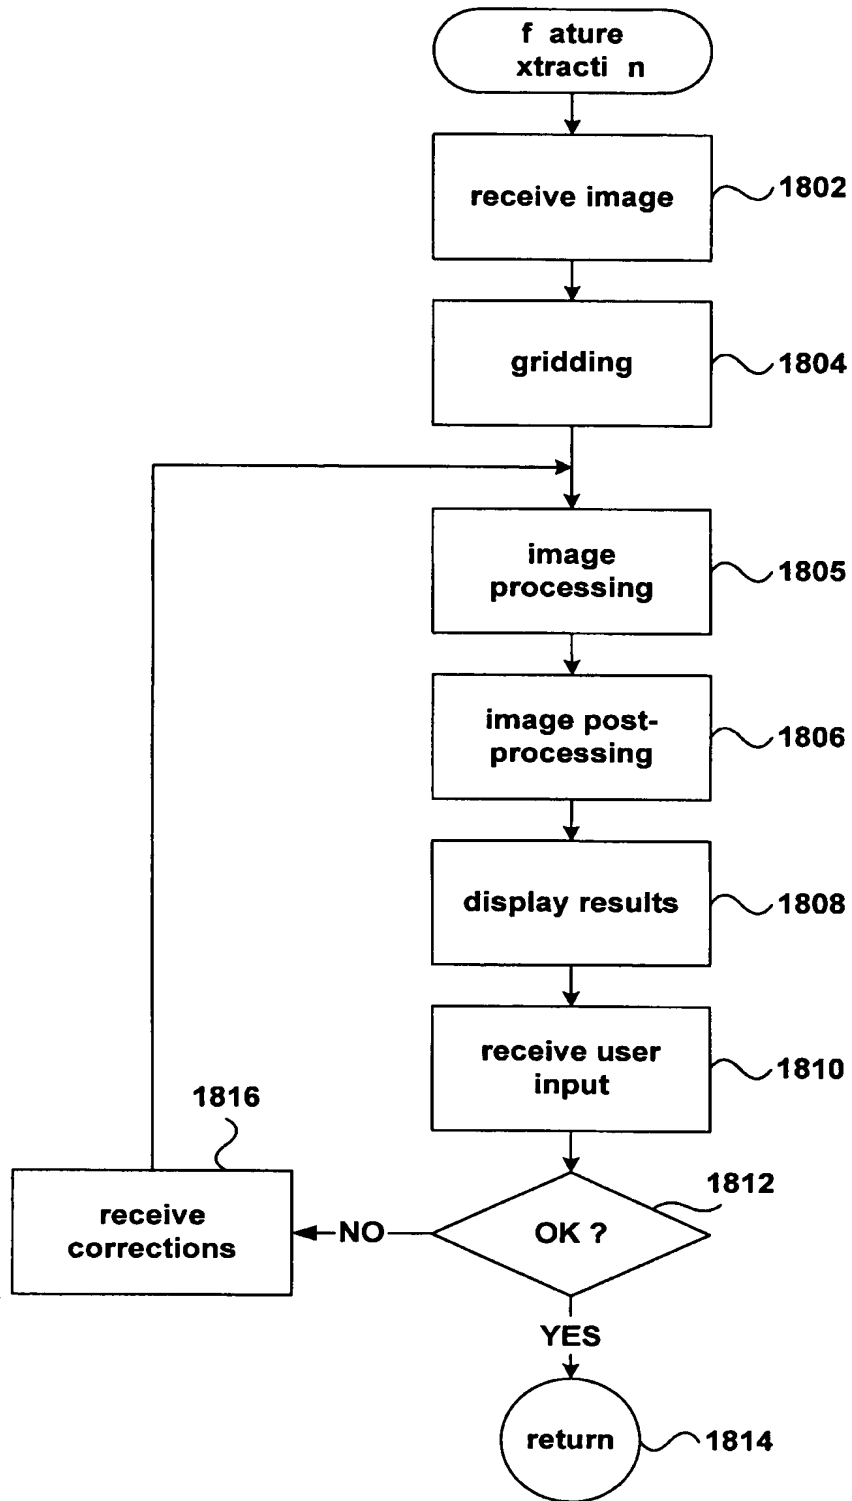 f ature
xtracti n
receive image
1802
gridding
1804
image
processing
1805
image post-
processing
1806
display results
1808
receive user
input
1810
1816
receive
corrections
NO
OK ?
1812
YES
return
1814